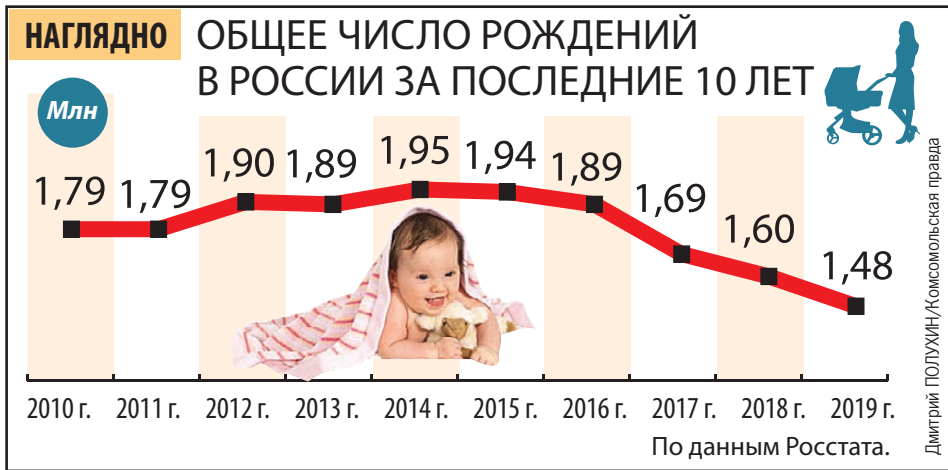 НАГЛЯДНО
ОБЩЕЕ ЧИСЛО РОЖДЕНИЙ
В РОССИИ ЗА ПОСЛЕДНИЕ 10 ЛЕТ
Млн
1,79 1,79 1,90 1,89 1,95 1,94 1,89 1,69 1,60 1,48
2010 г. 2011 г. 2012 г. 2013 г. 2014 г. 2015 г. 2016 г. 2017 г. 2018 г. 2019 г.
По данным Росстата.
Дмитрий ПОЛУХИН/Комсомольская правда